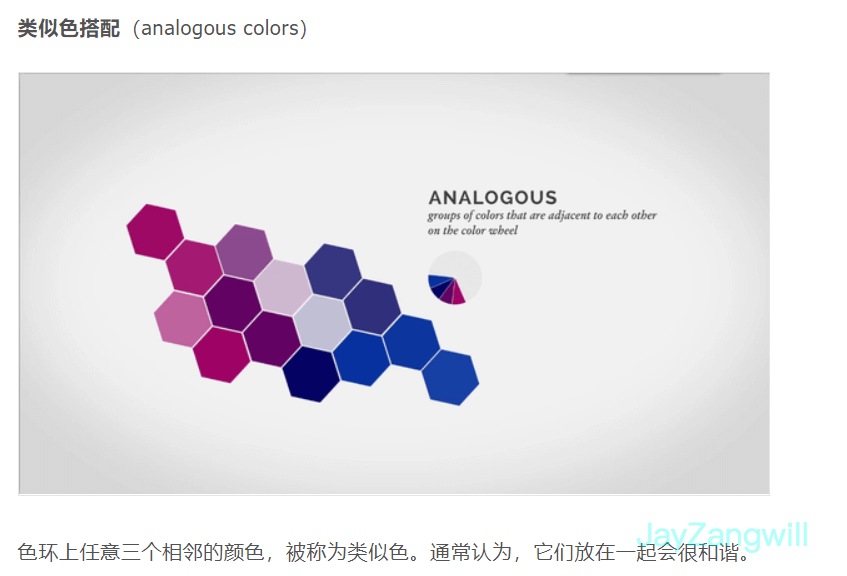 类似色搭配（analogous colors）
ANALOGOUS
groups of colors that are adjacent to each other
on the color wheel
JayZangwill
色环上任意三个相邻的颜色，被称为类似色。通常认为，它们放在一起会很和谐。